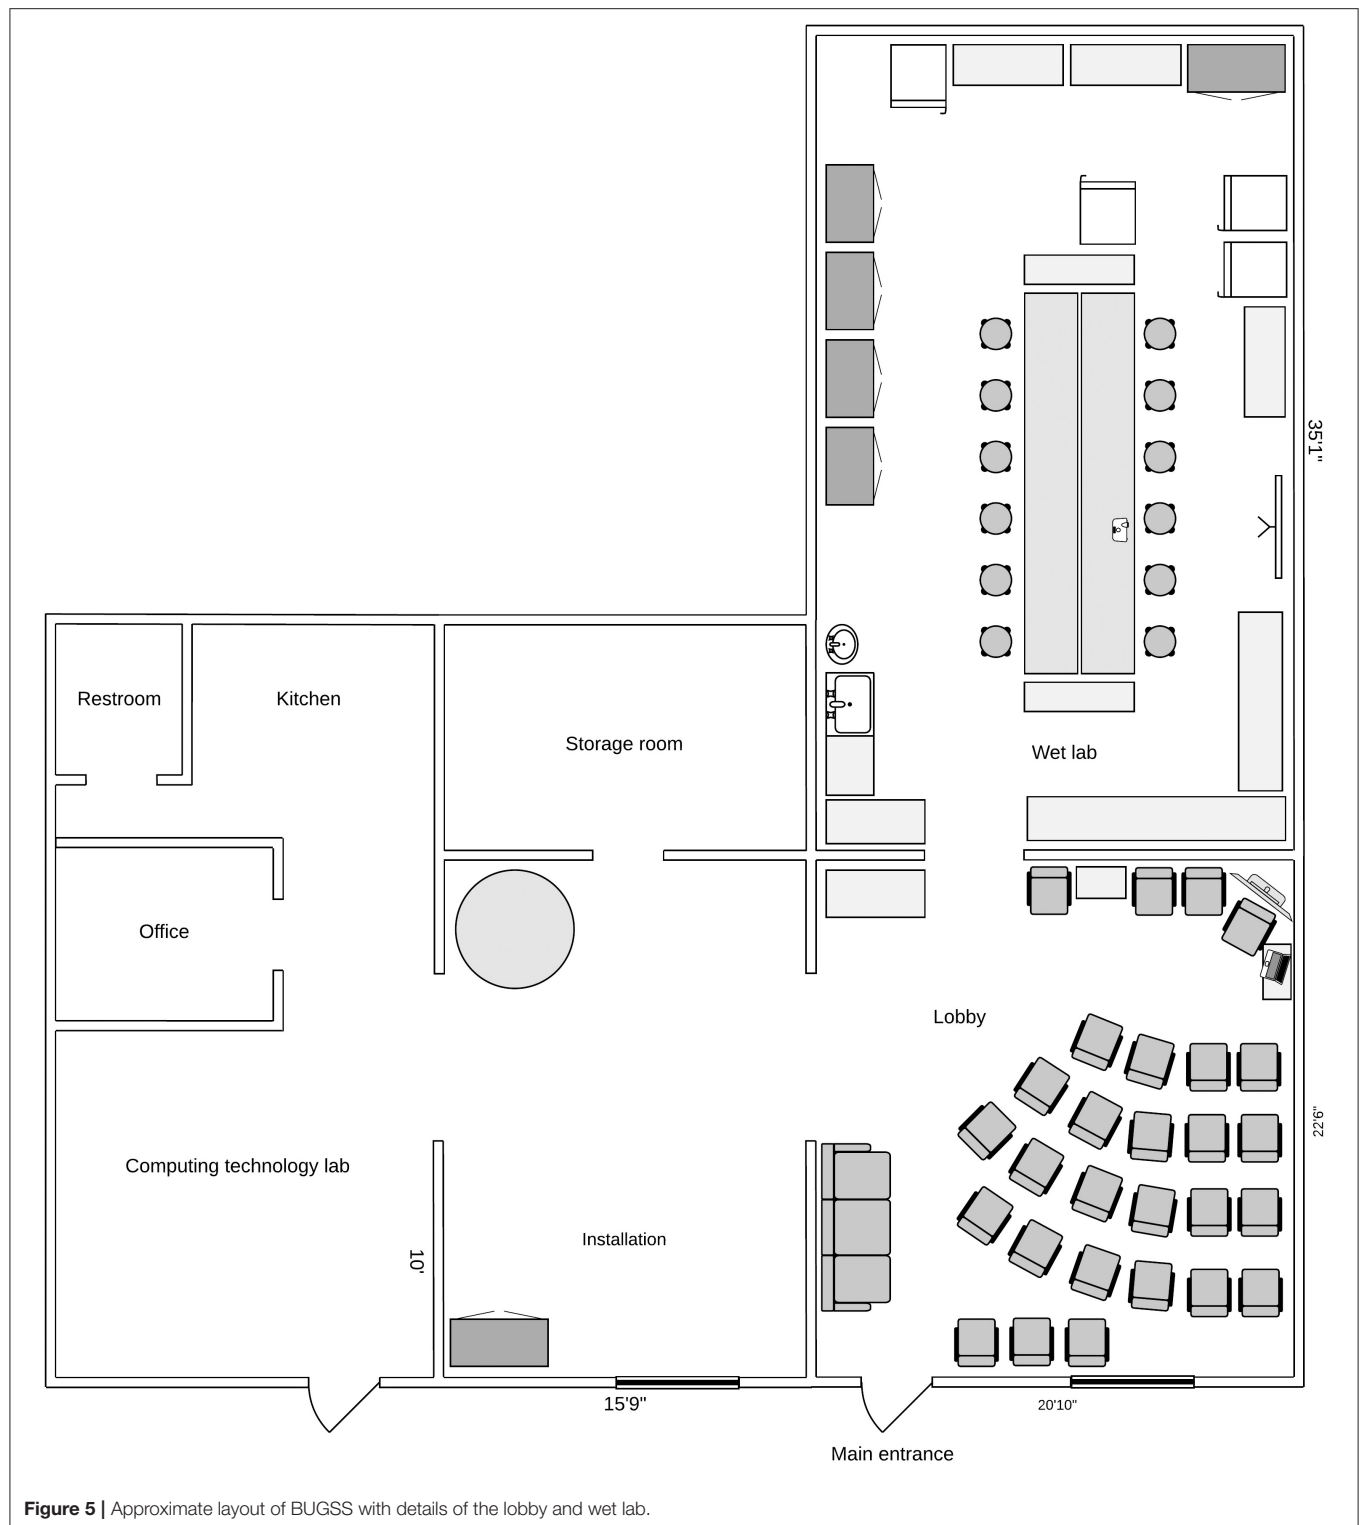 35'1"
Restroom
Kitchen
Storage room
Wet lab
Office
Lobby
22'6"
Computing technology lab
Installation
10'
15'9"
20'10"
Main entrance
Figure 5 | Approximate layout of BUGSS with details of the lobby and wet lab.